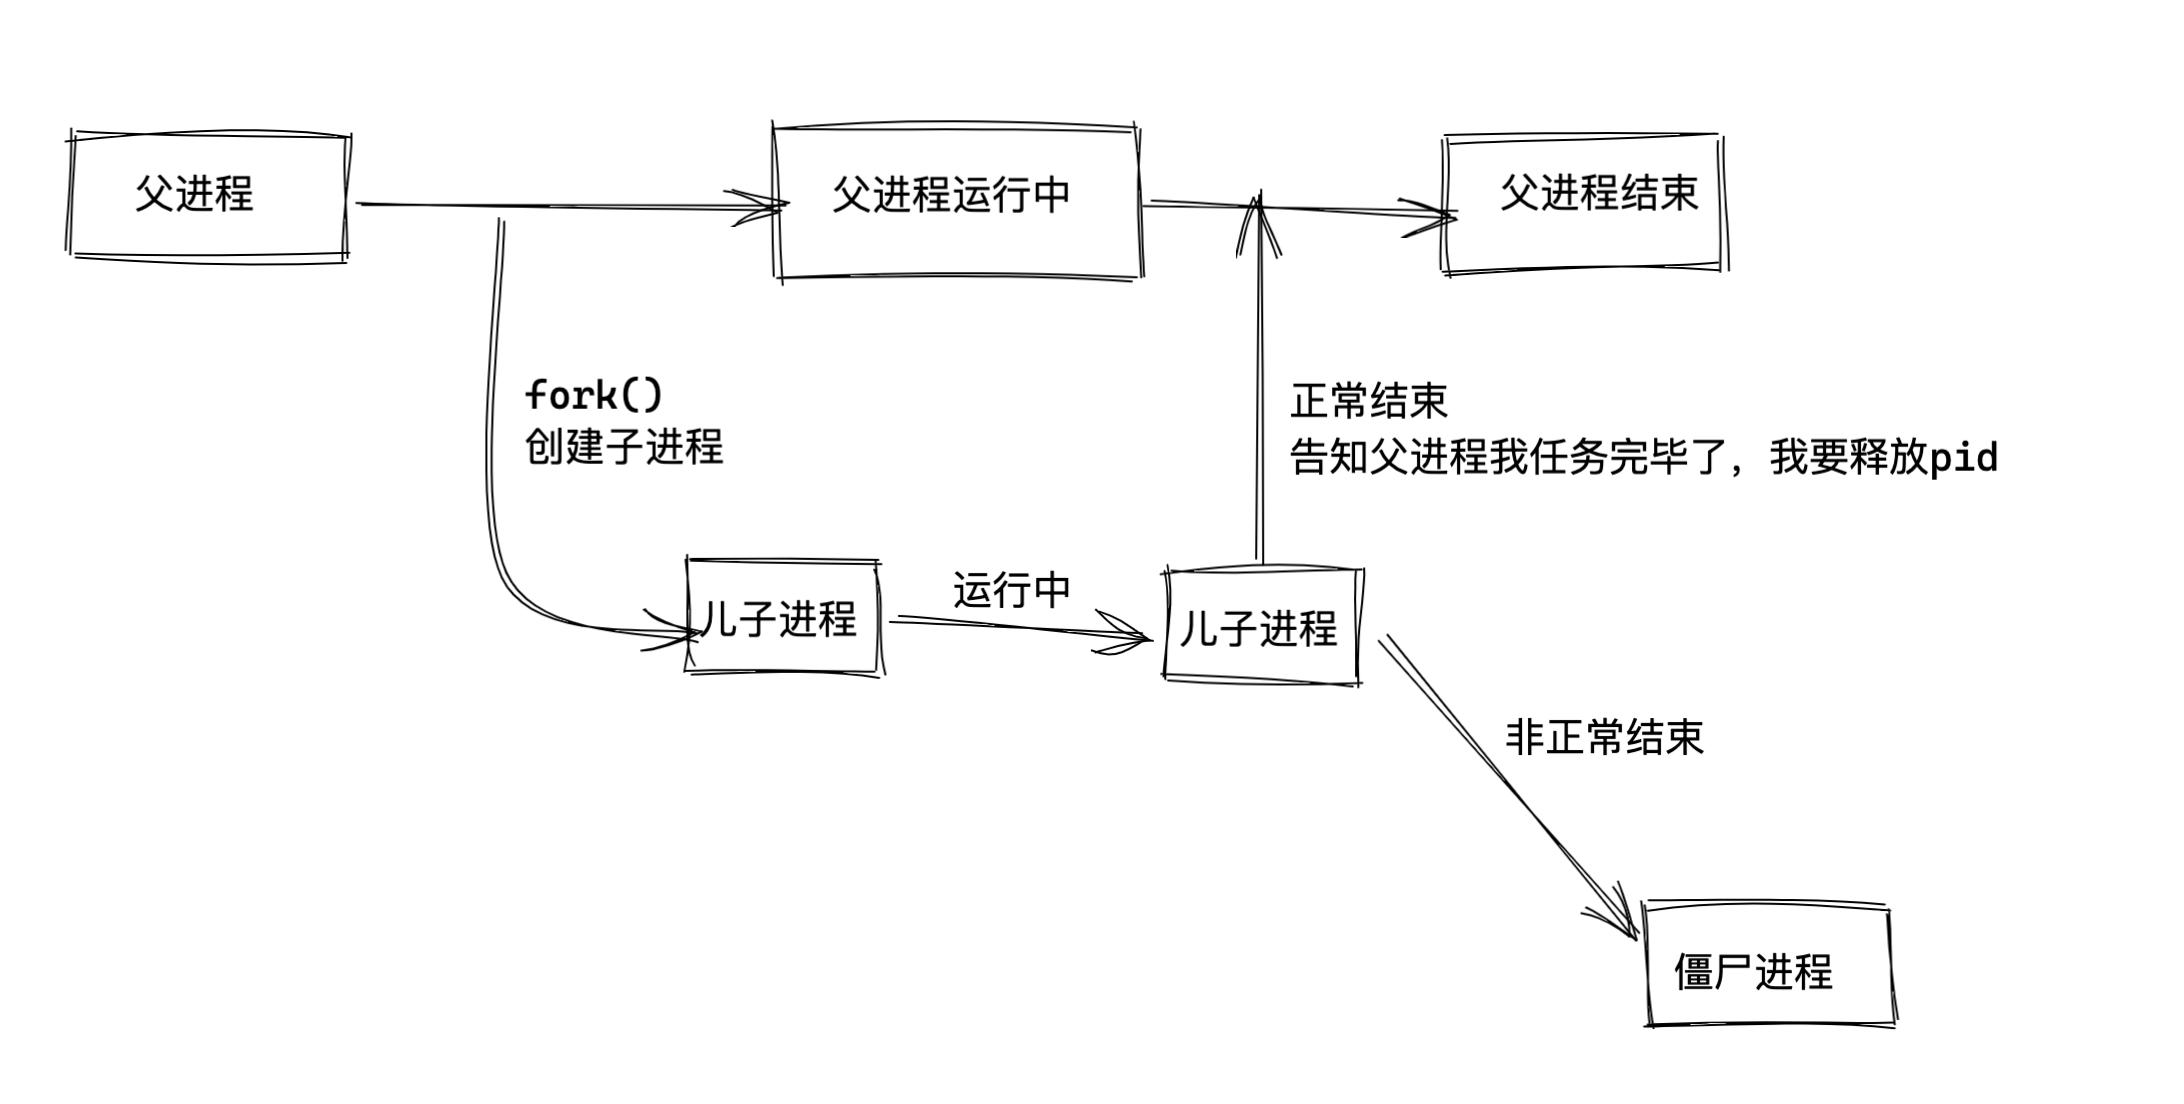 父进程
父进程运行中
父进程结束
fork()
创建子进程
正常结束
告知父进程我任务完毕了，我要释放pid
儿子进程
运行中
儿子进程
非正常结束
僵尸进程